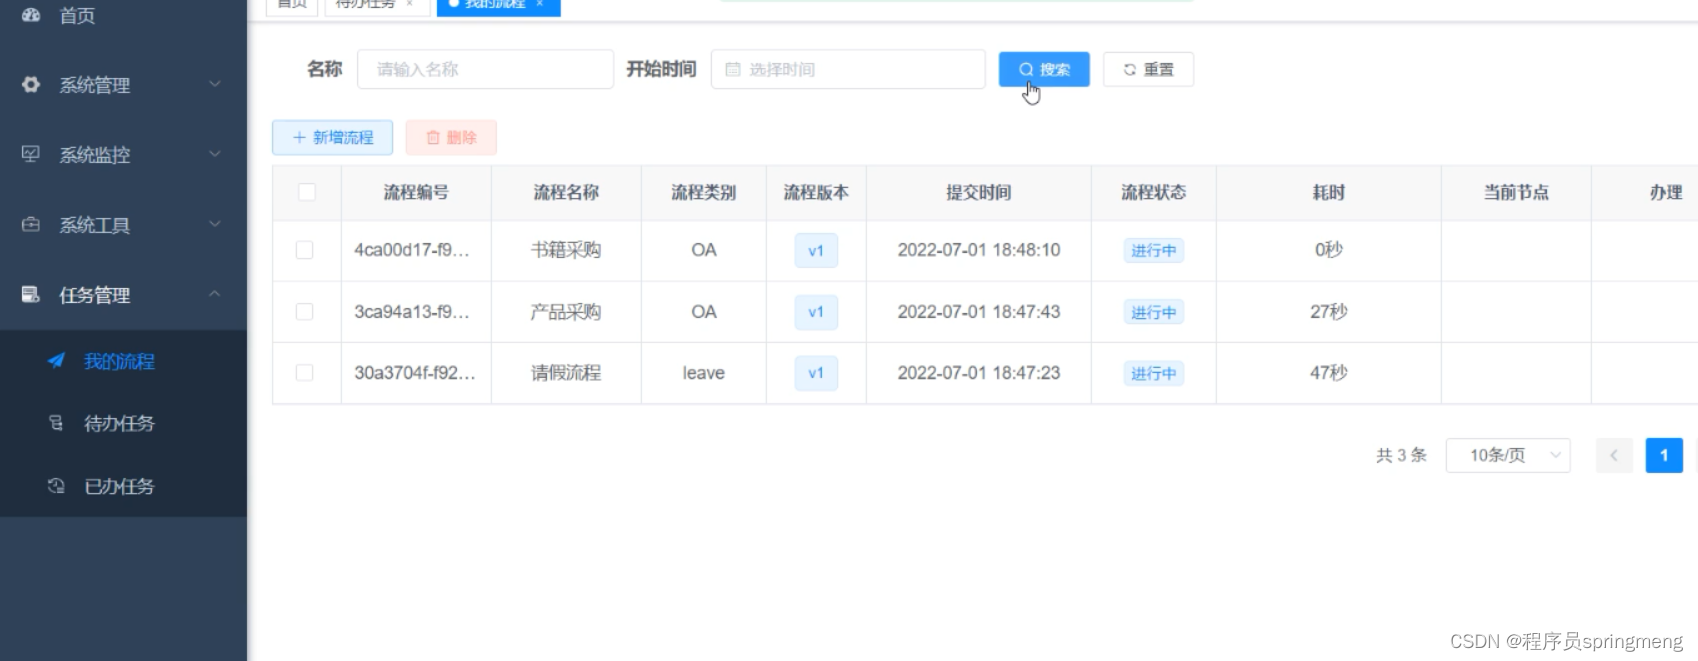 首页
系统管理
系统监控
系统工具
任务管理
我的流程
待办任务
已办任务
首页 待办任务 × 我的流程 ×
名称 请输入名称 开始时间 选择时间 搜索 重置
+ 新增流程 删除
流程编号 流程名称 流程类别 流程版本 提交时间 流程状态 耗时 当前节点 办理
4ca00d17-f9... 书籍采购 OA v1 2022-07-01 18:48:10 进行中 0秒
3ca94a13-f9... 产品采购 OA v1 2022-07-01 18:47:43 进行中 27秒
30a3704f-f92... 请假流程 leave v1 2022-07-01 18:47:23 进行中 47秒
共 3 条 10条/页 1
CSDN @程序员springmeng